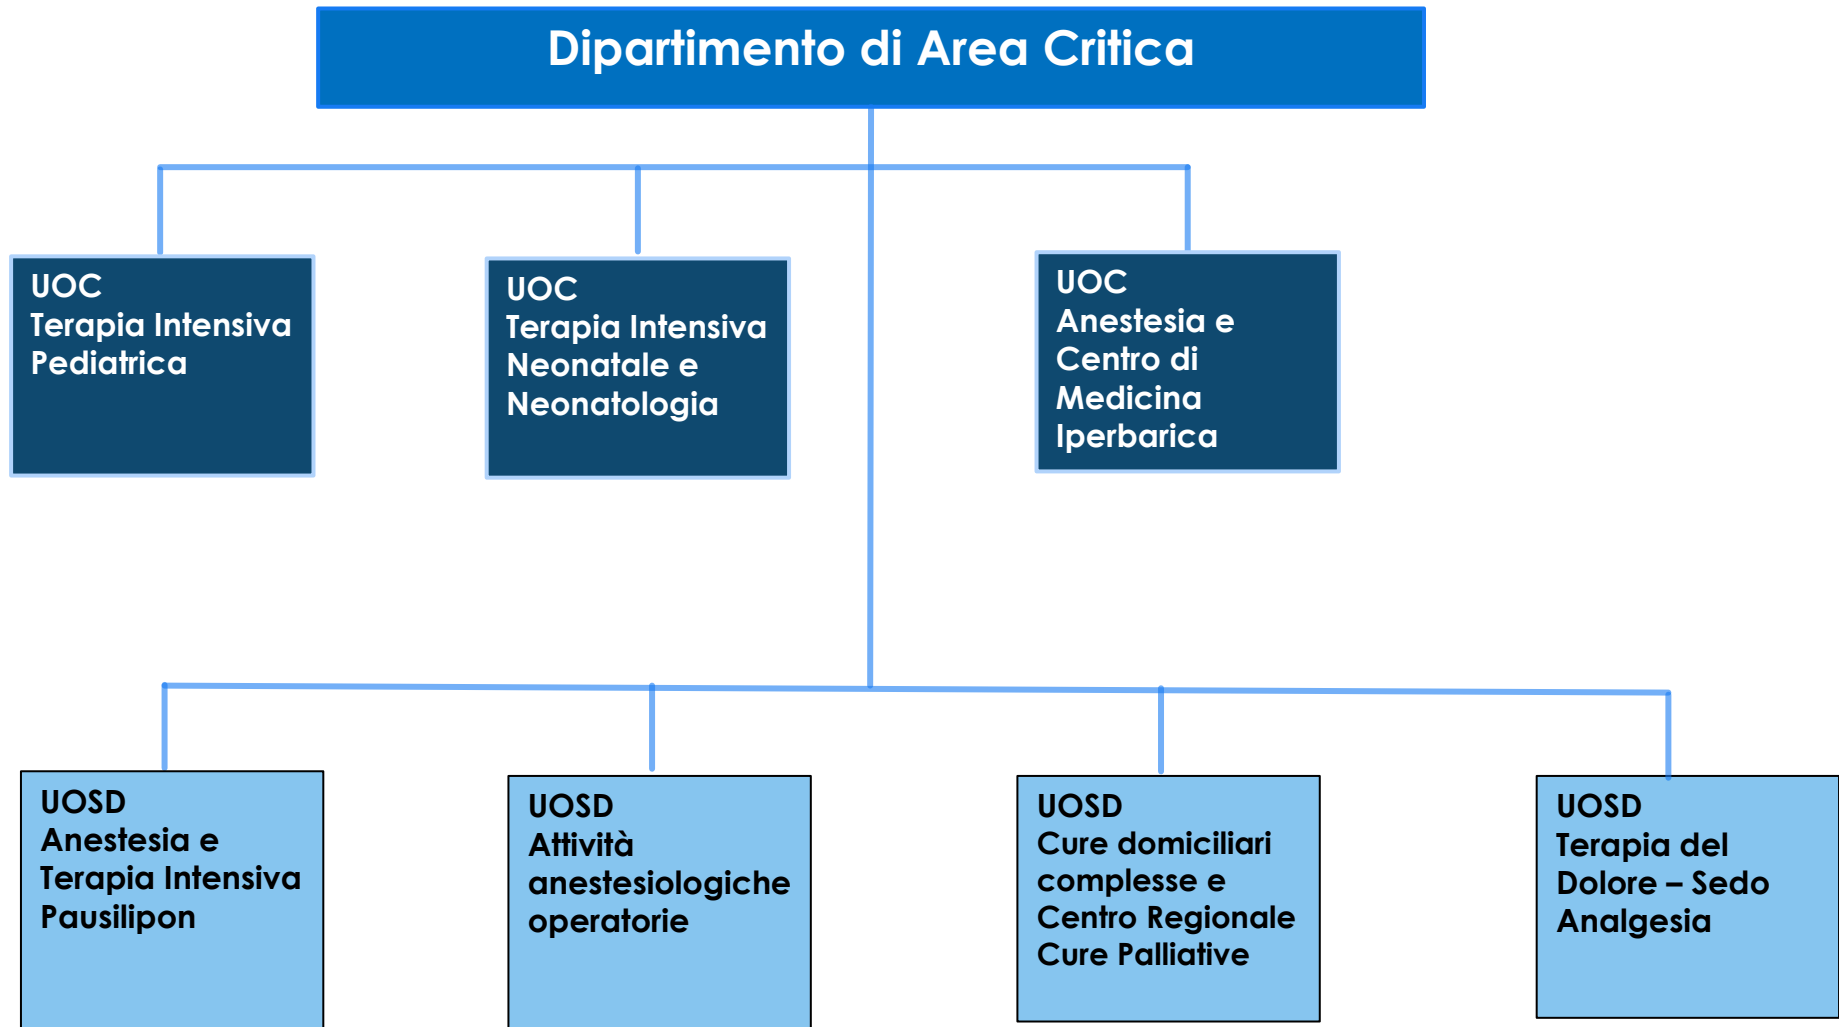 Dipartimento di Area Critica
UOC
Terapia Intensiva
Pediatrica
UOC
Terapia Intensiva
Neonatale e
Neonatologia
UOC
Anestesia e
Centro di
Medicina
Iperbarica
UOSD
Anestesia e
Terapia Intensiva
Pausilipon
UOSD
Attività
anestesiologiche
operatorie
UOSD
Cure domiciliari
complesse e
Centro Regionale
Cure Palliative
UOSD
Terapia del
Dolore – Sedo
Analgesia